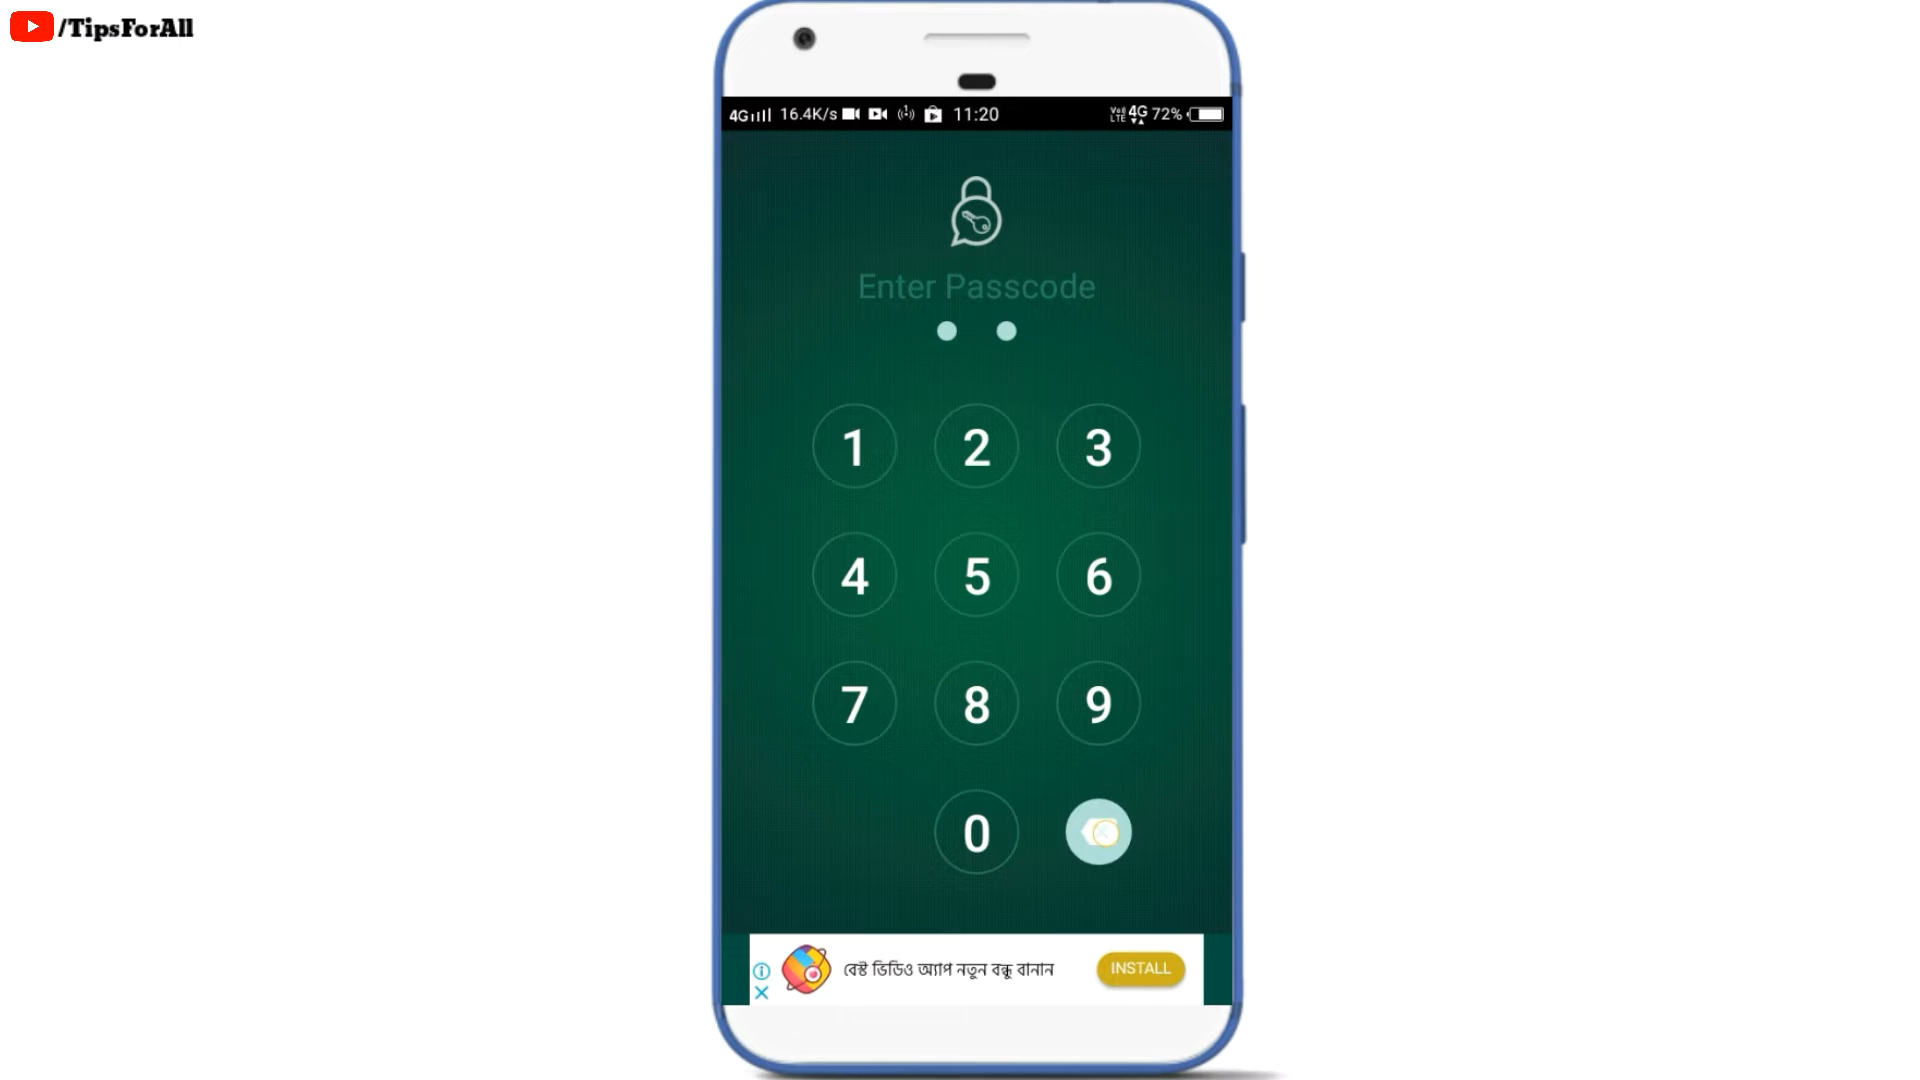 /TipsForAll
4G 16.4K/s 11:20 VoLTE 4G 72%
Enter Passcode
1 2 3
4 5 6
7 8 9
0
বেস্ট ভিডিও অ্যাপ নতুন বন্ধু বানান INSTALL